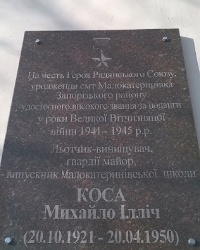 На честь Героя Радянського Союзу,
уродженця смт Малокатеринівка
Запорізького району
удостоєного високого звання за подвиги
у роки Великої Вітчизняної
війни 1941 - 1945 р.р.
Льотчик-винищувач,
гвардії майор,
випускник Малокатеринівської школи
КОСА
Михайло Ілліч
(20.10.1921 - 20.04.1950)